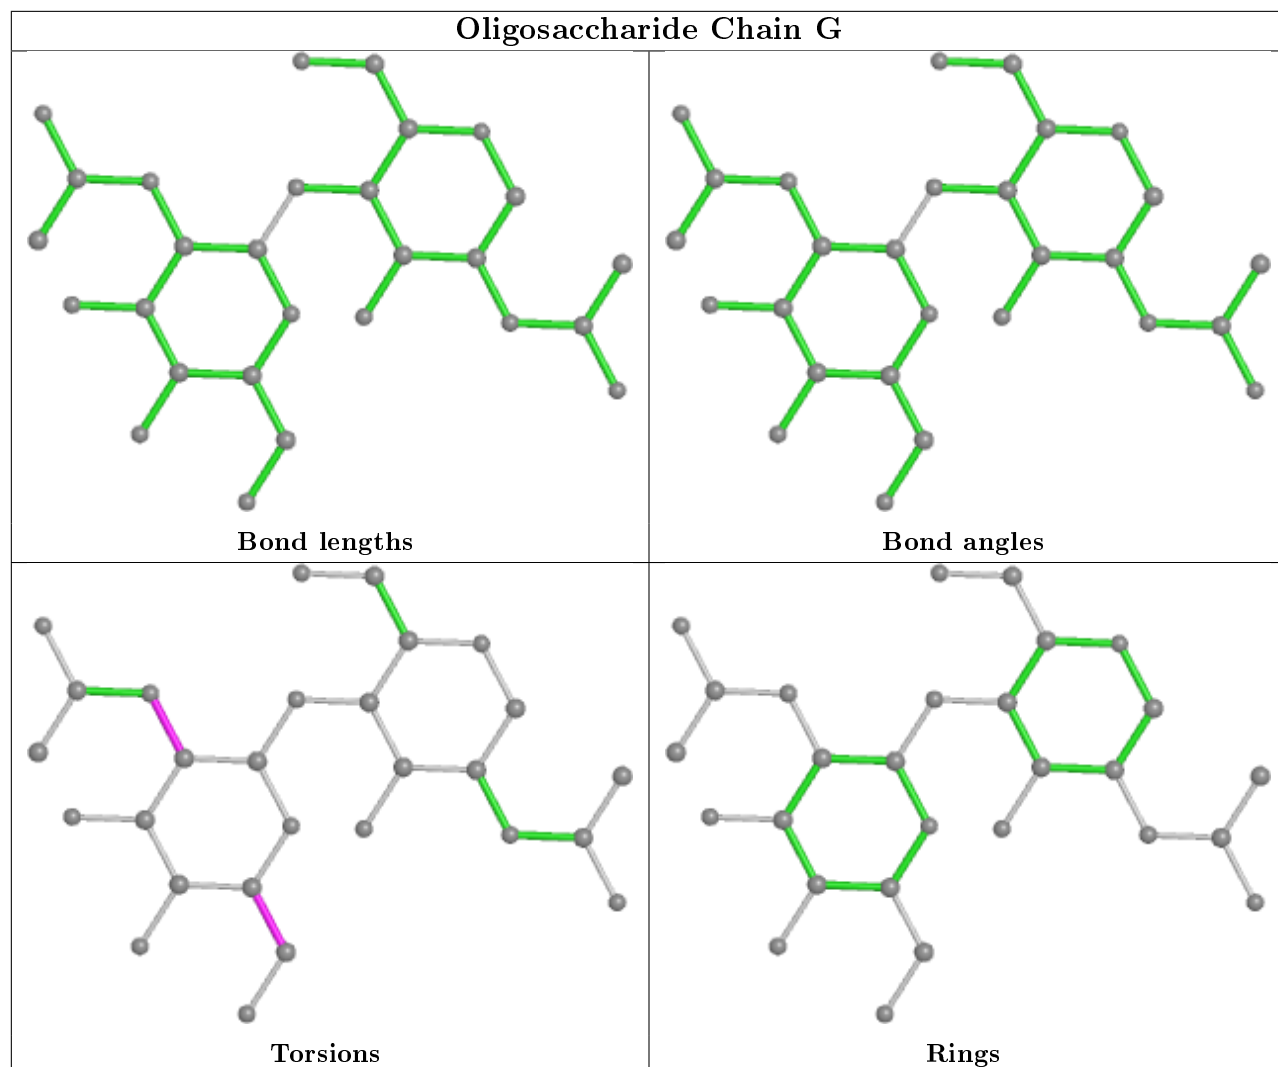 Oligosaccharide Chain G
Bond lengths
Bond angles
Torsions
Rings